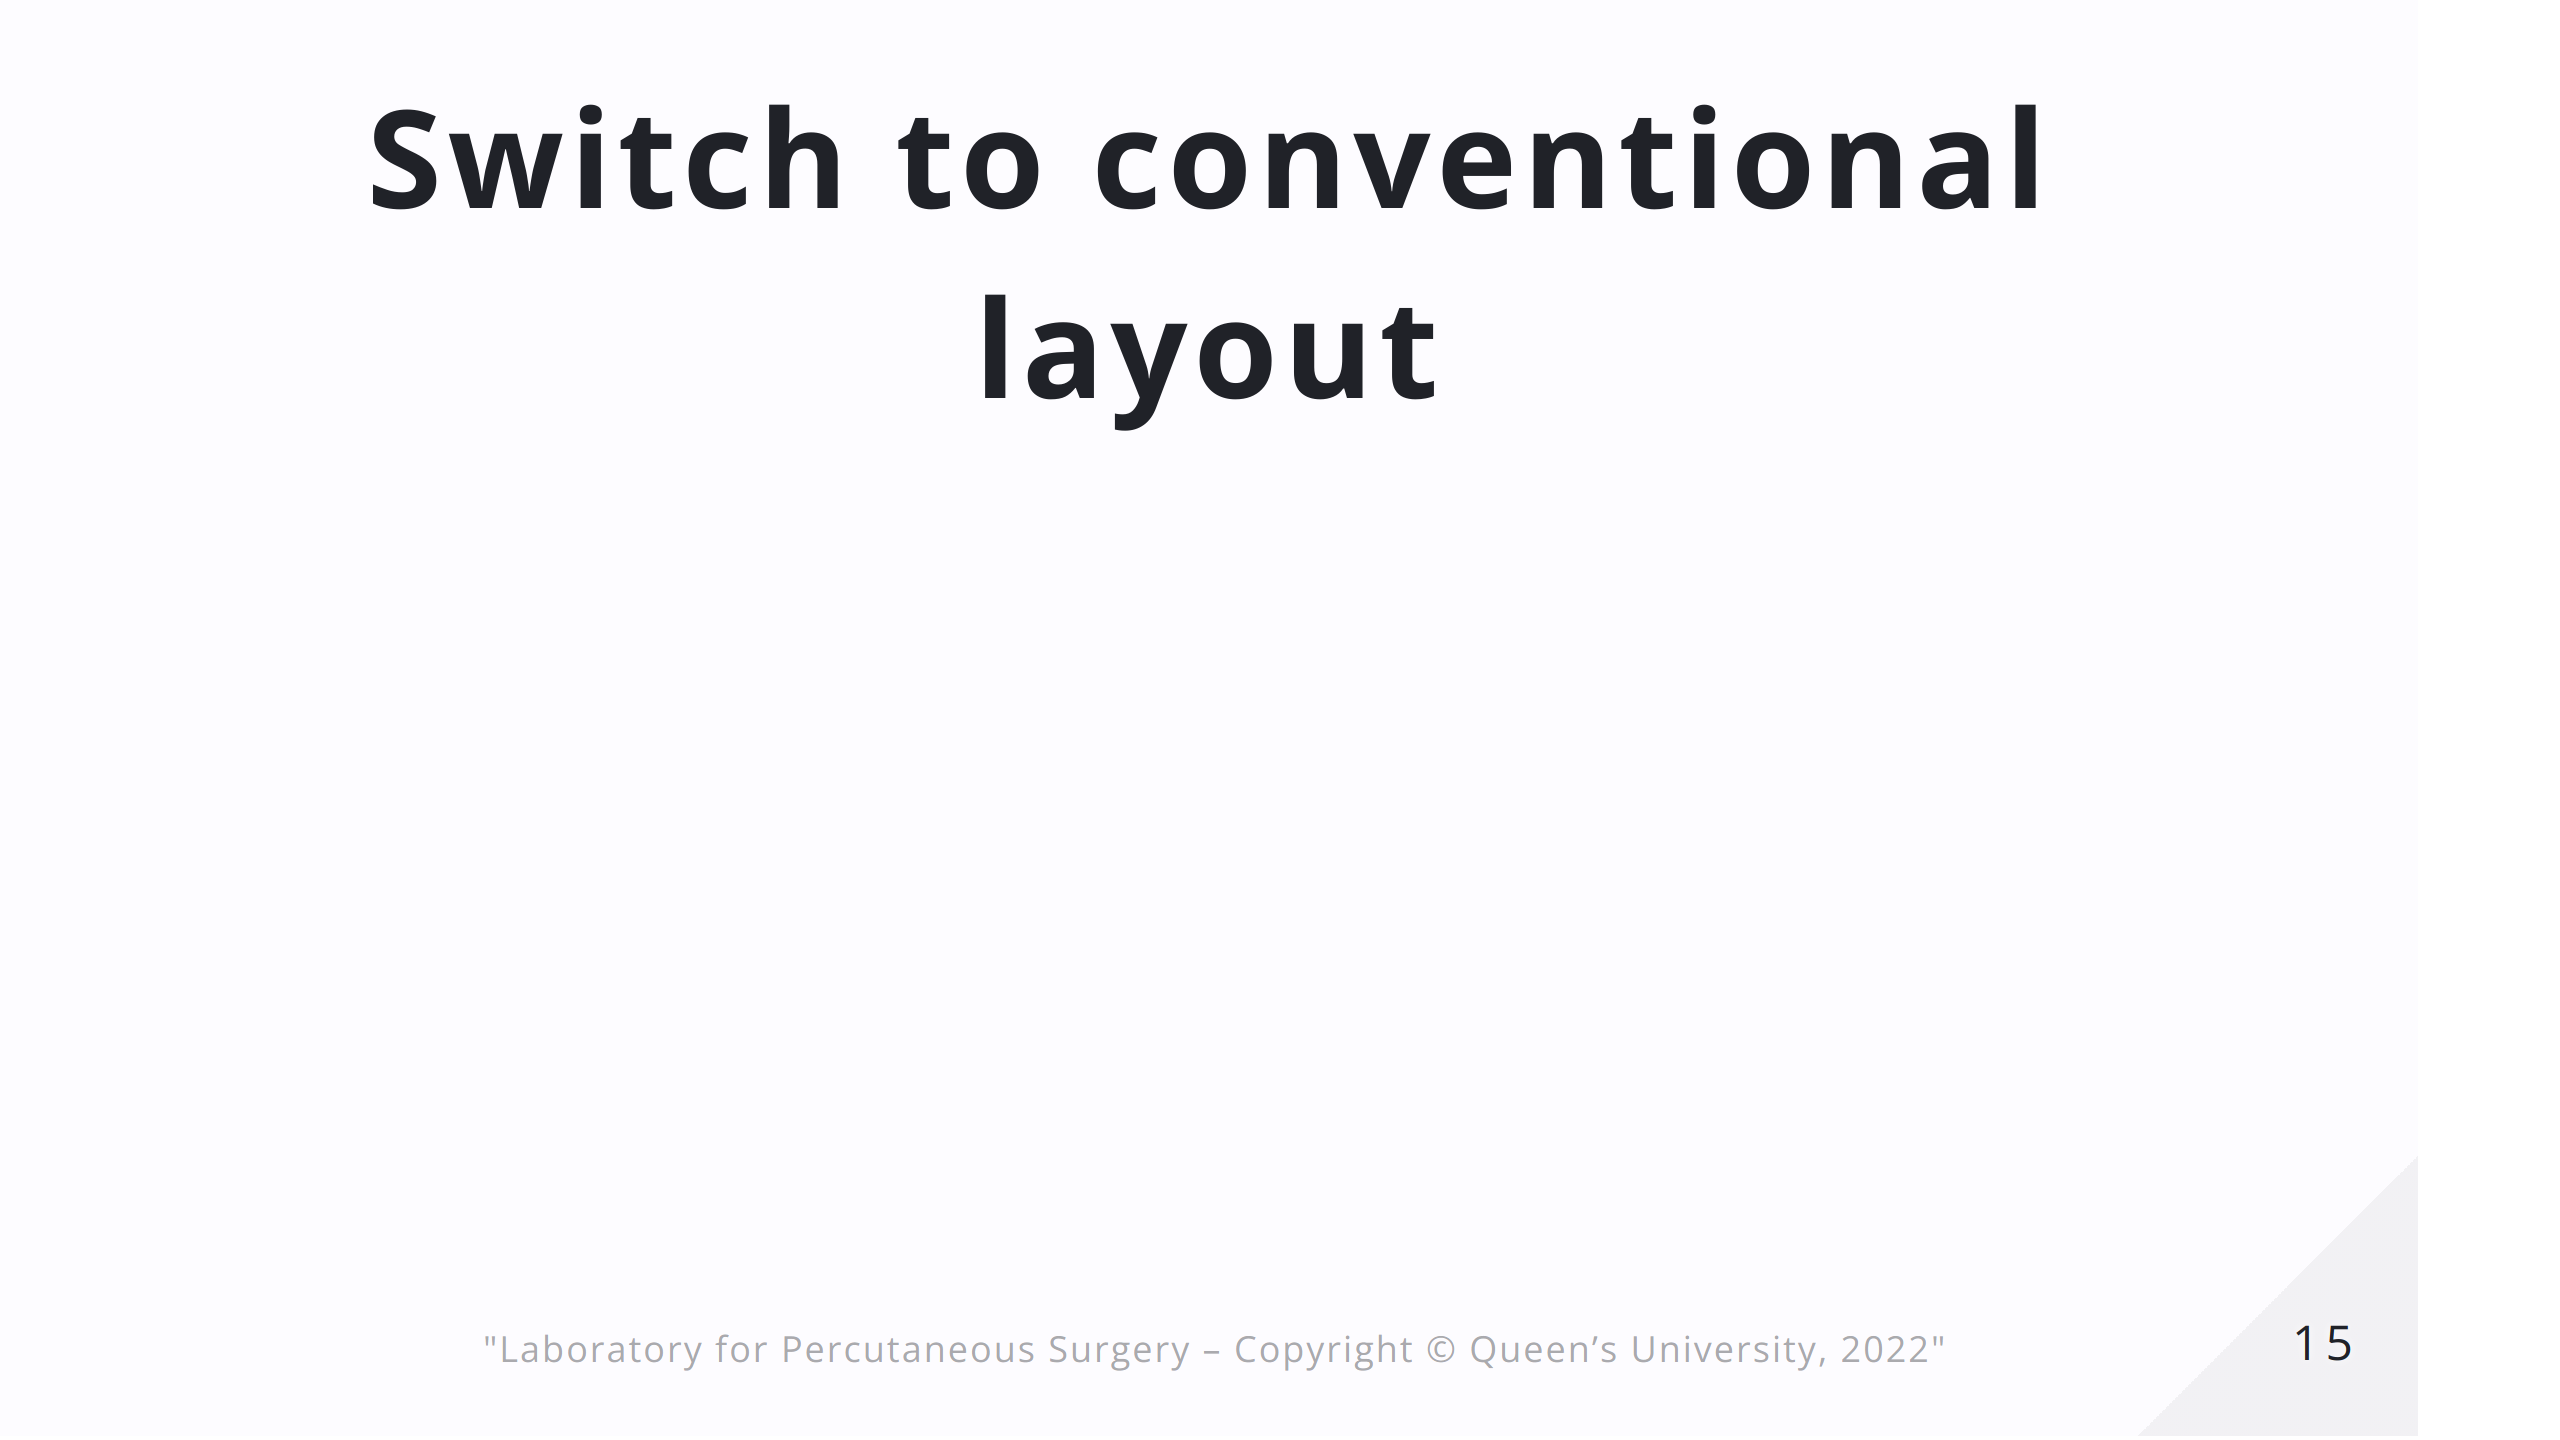 Switch to conventional
layout
"Laboratory for Percutaneous Surgery – Copyright © Queen’s University, 2022"
15